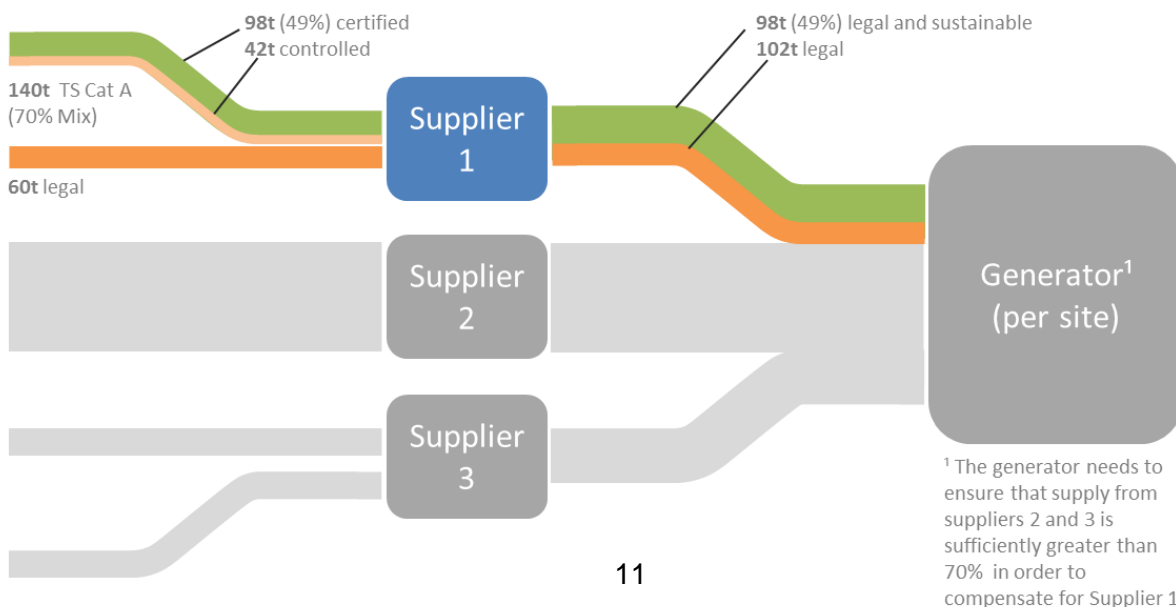 98t (49%) certified
42t controlled
98t (49%) legal and sustainable
102t legal
140t TS Cat A
(70% Mix)
60t legal
Supplier
1
Supplier
2
Supplier
3
Generator¹
(per site)
¹ The generator needs to
ensure that supply from
suppliers 2 and 3 is
sufficiently greater than
70% in order to
compensate for Supplier 1
11